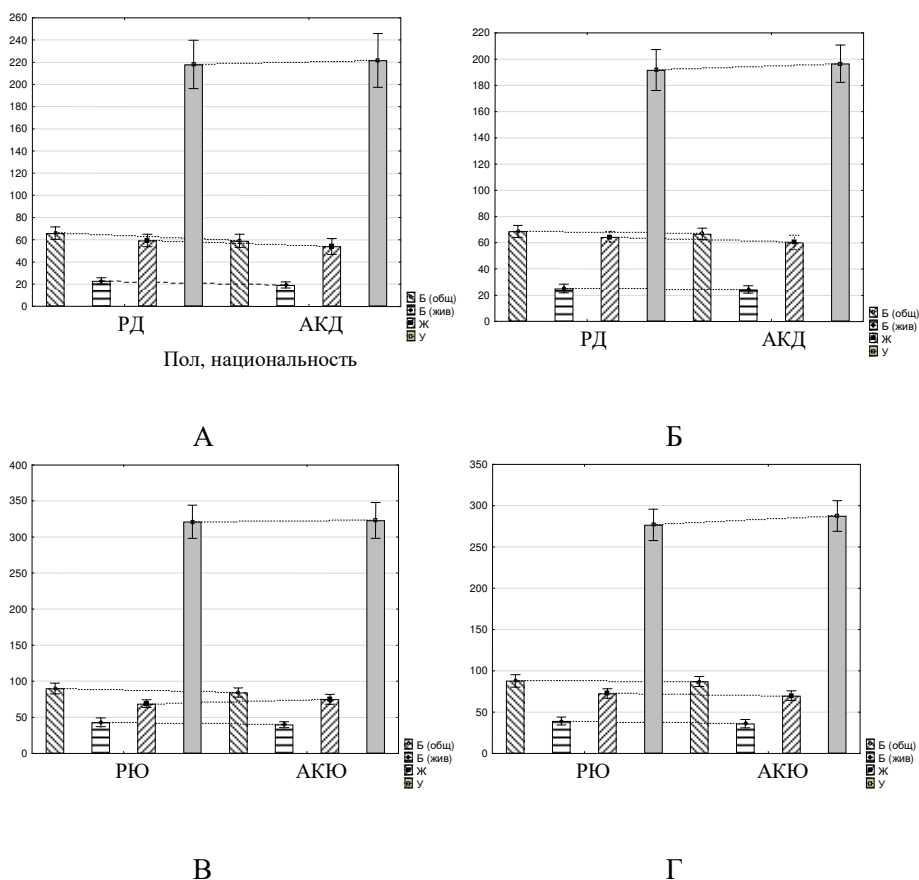 260
240
220
200
180
160
140
120
100
80
60
40
20
0
РД АКД
Б (общ)
Б (жив)
Ж
У
Пол, национальность
А
220
200
180
160
140
120
100
80
60
40
20
0
РД АКД
Б (общ)
Б (жив)
Ж
У
Б
400
350
300
250
200
150
100
50
0
РЮ АКЮ
Б (общ)
Б (жив)
Ж
У
В
350
300
250
200
150
100
50
0
РЮ АКЮ
Б (общ)
Б (жив)
Ж
У
Г